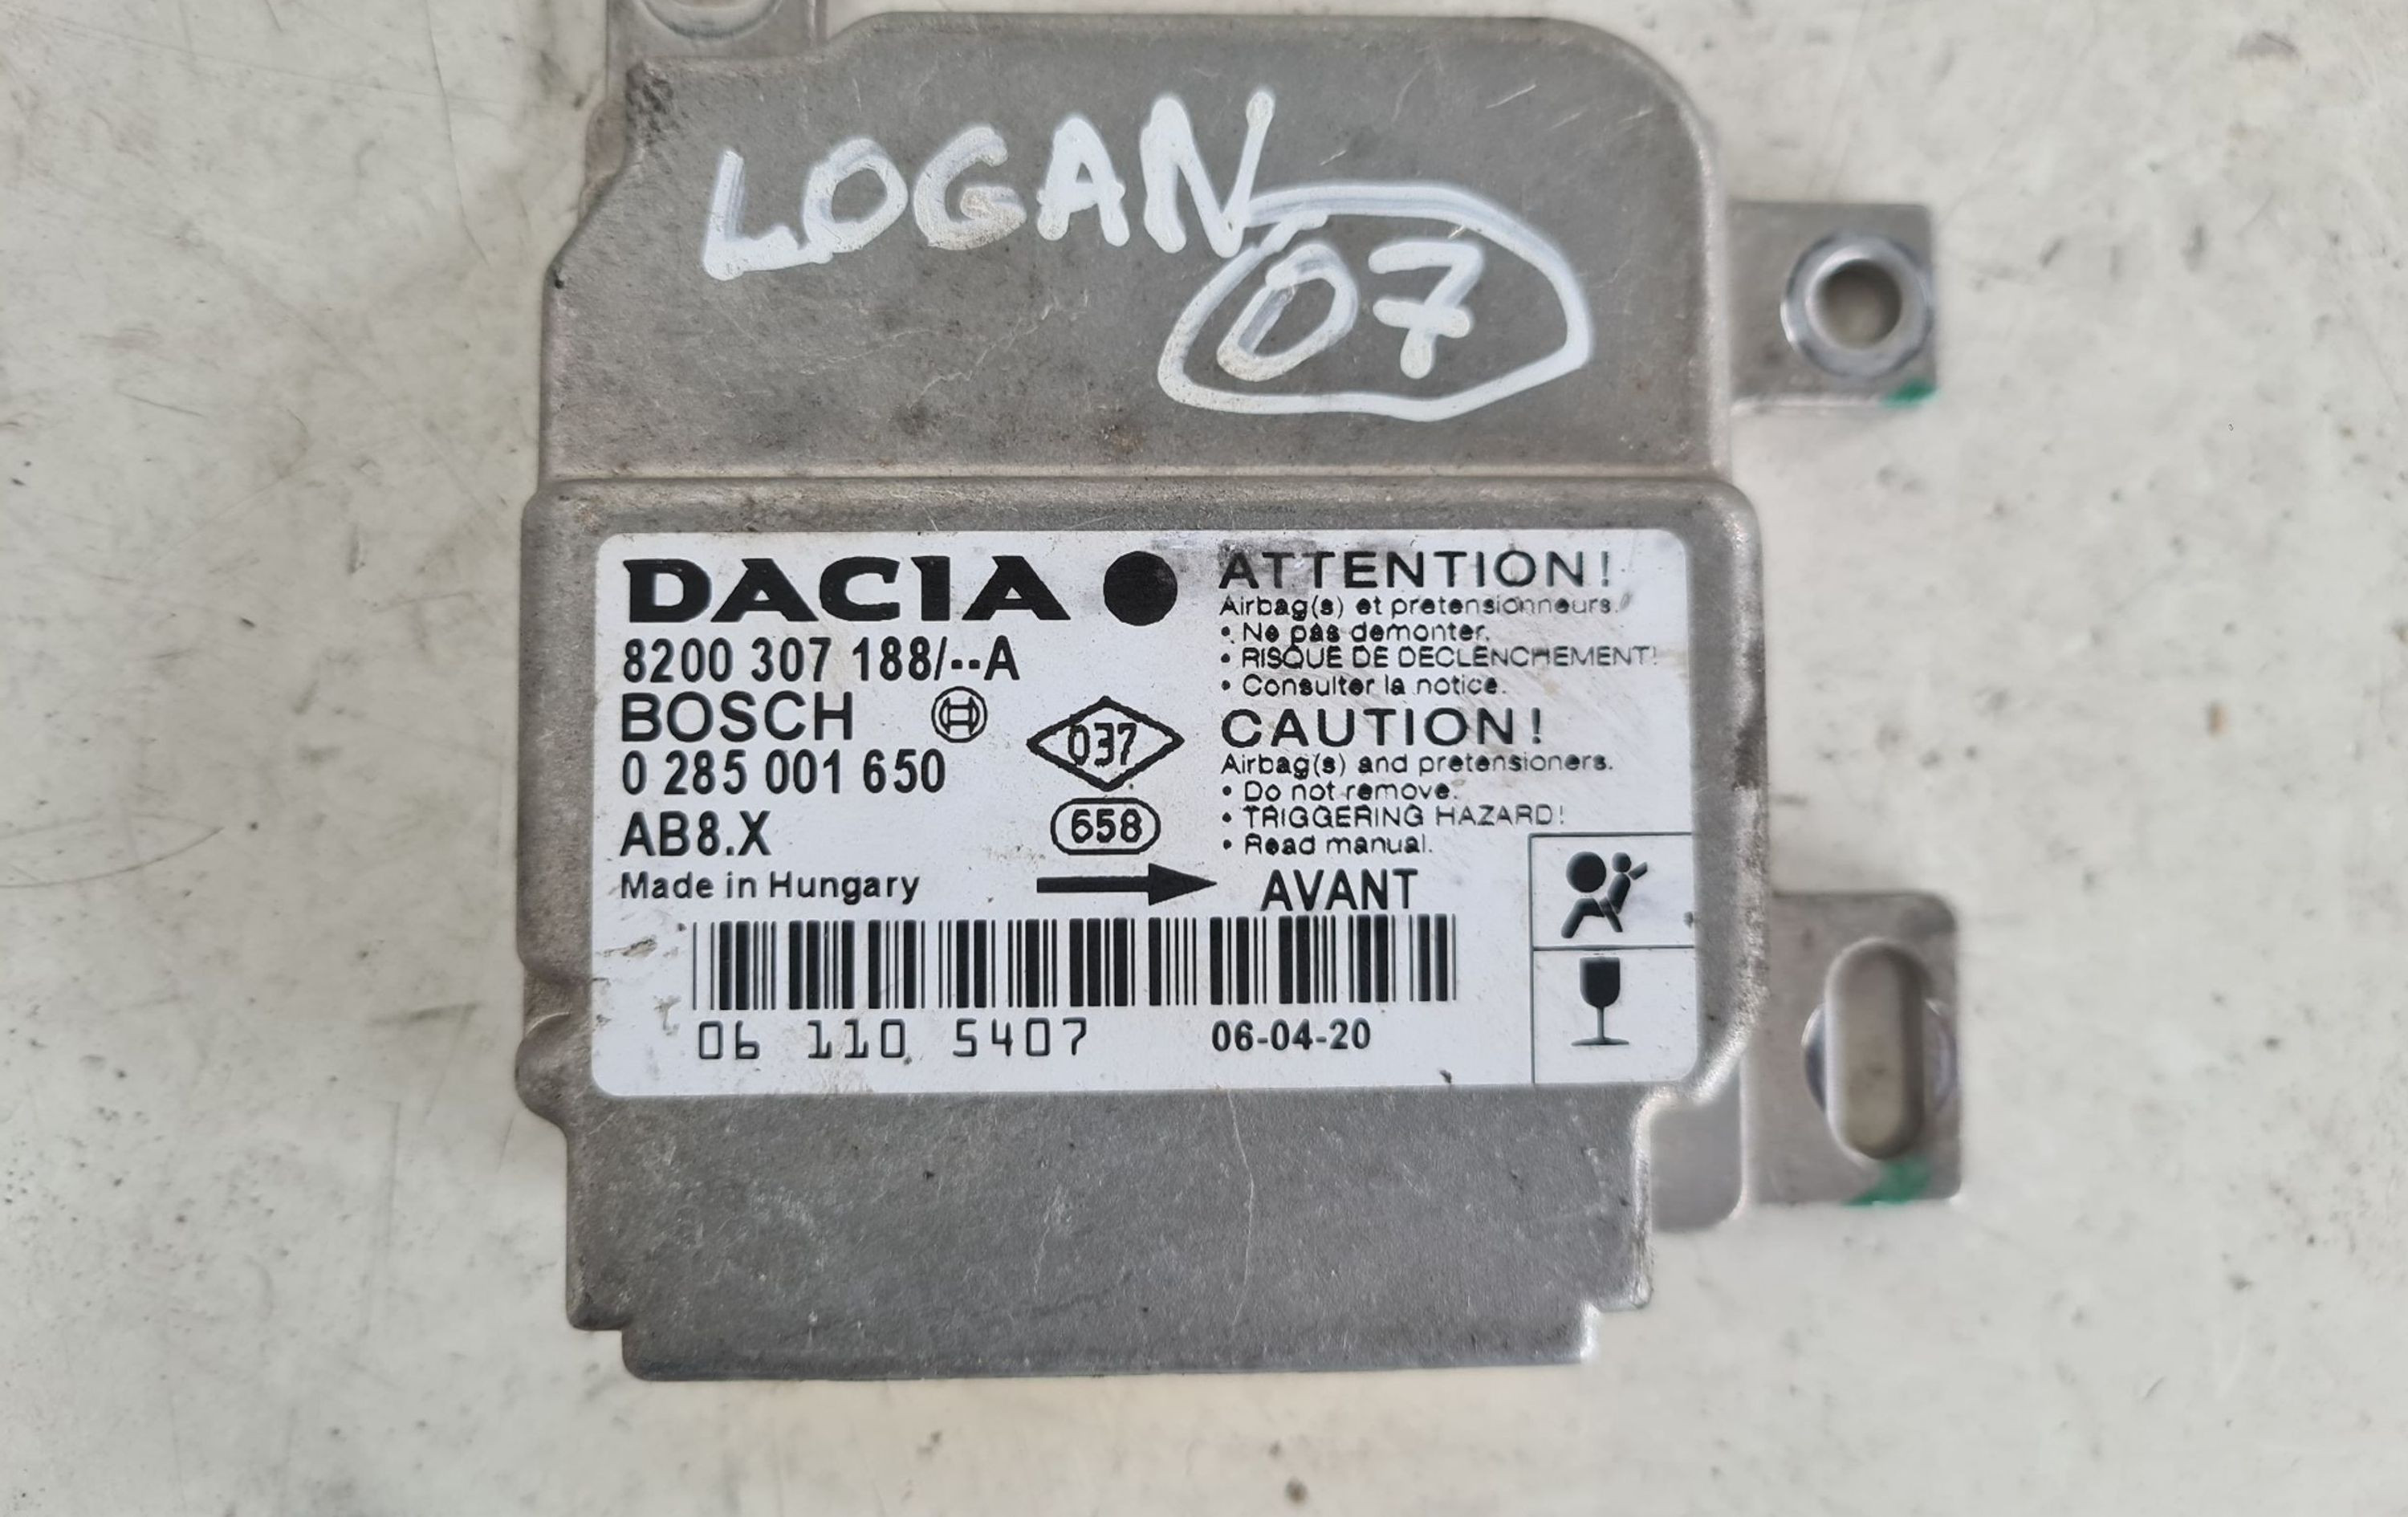 LOGAN
07
DACIA
8200 307 188/--A
BOSCH
0 285 001 650
AB8.X
Made in Hungary
037
658
AVANT
ATTENTION!
Airbag(s) et pretensionneurs.
• Ne pas demonter.
• RISQUE DE DECLENCHEMENT!
• Consulter la notice.
CAUTION!
Airbag(s) and pretensioners.
• Do not remove.
• TRIGGERING HAZARD!
• Read manual.
06 110 5407
06-04-20